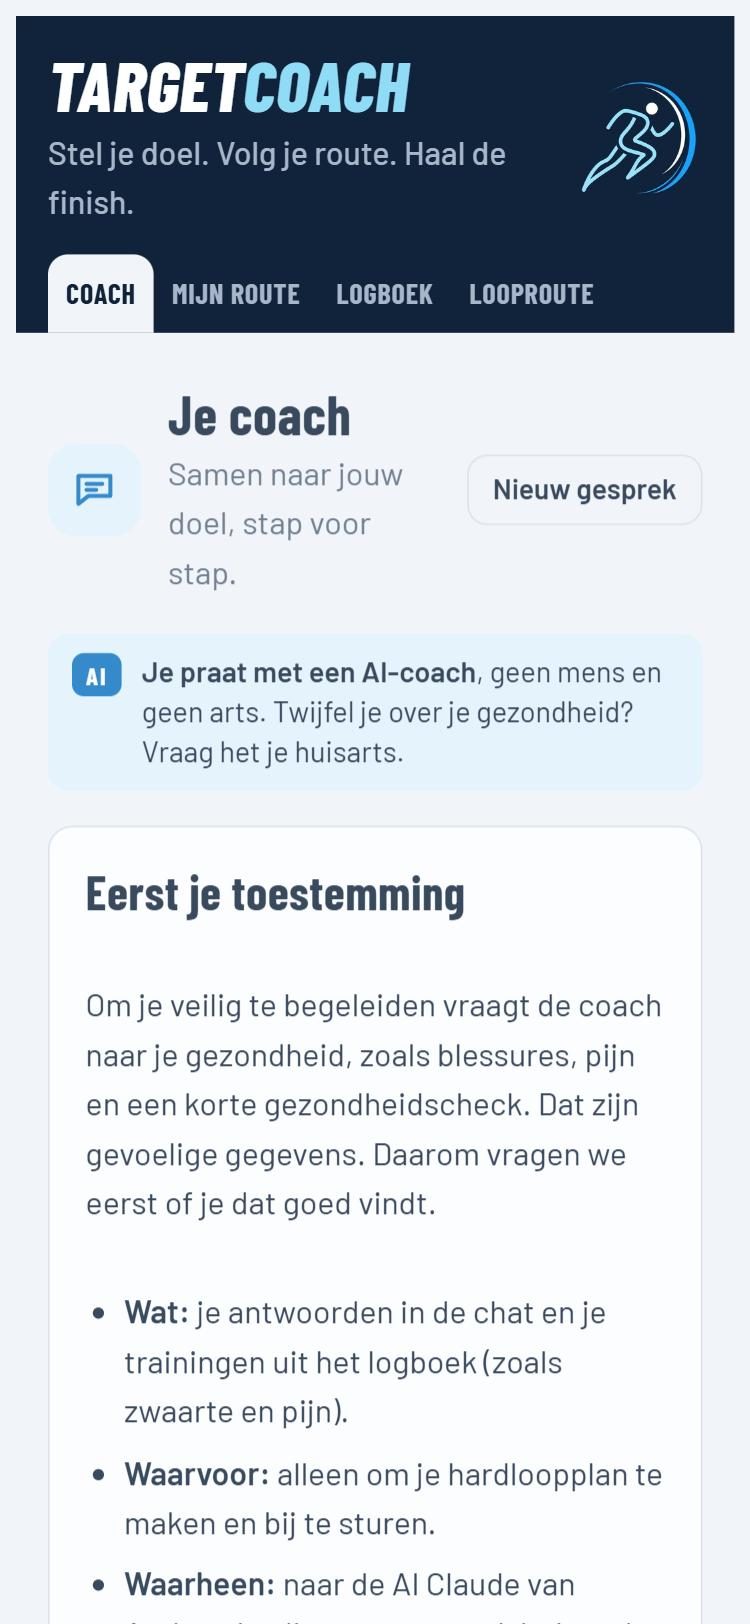 TARGETCOACH
Stel je doel. Volg je route. Haal de
finish.
COACH MIJN ROUTE LOGBOEK LOOPROUTE
Je coach
Samen naar jouw
doel, stap voor
stap.
Nieuw gesprek
AI
Je praat met een AI-coach, geen mens en
geen arts. Twijfel je over je gezondheid?
Vraag het je huisarts.
Eerst je toestemming
Om je veilig te begeleiden vraagt de coach
naar je gezondheid, zoals blessures, pijn
en een korte gezondheidscheck. Dat zijn
gevoelige gegevens. Daarom vragen we
eerst of je dat goed vindt.
• Wat: je antwoorden in de chat en je
trainingen uit het logboek (zoals
zwaarte en pijn).
• Waarvoor: alleen om je hardloopplan te
maken en bij te sturen.
• Waarheen: naar de AI Claude van